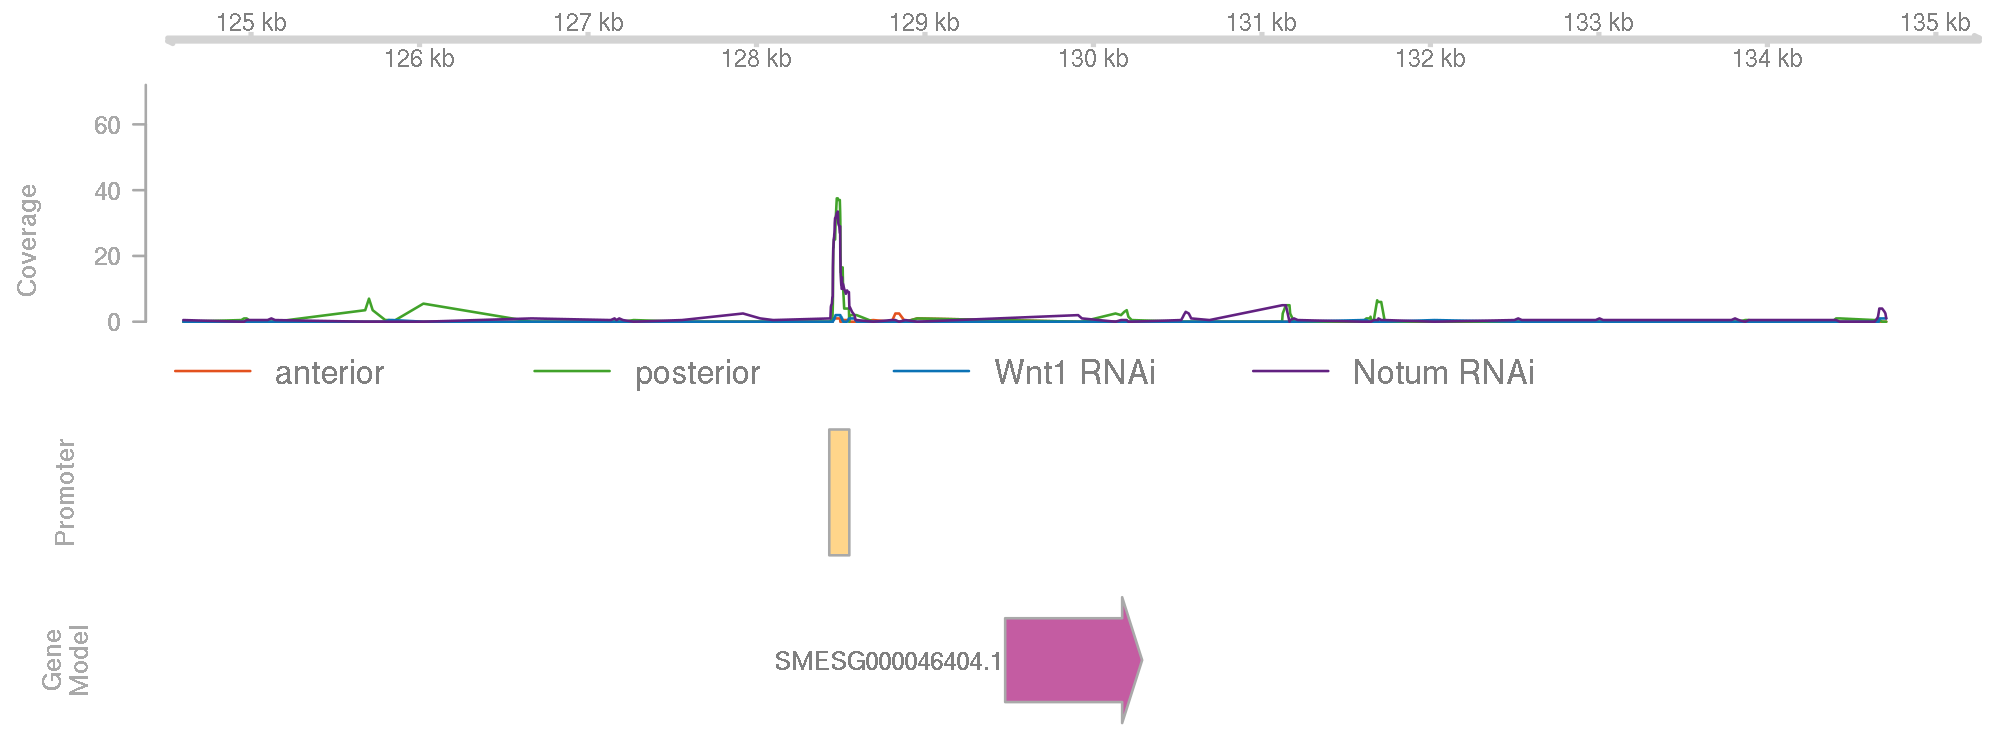 125 kb 127 kb 129 kb 131 kb 133 kb 135 kb
126 kb 128 kb 130 kb 132 kb 134 kb
Coverage
60
40
20
0
anterior posterior Wnt1 RNAi Notum RNAi
Promoter
Gene
Model
SMESG000046404.1